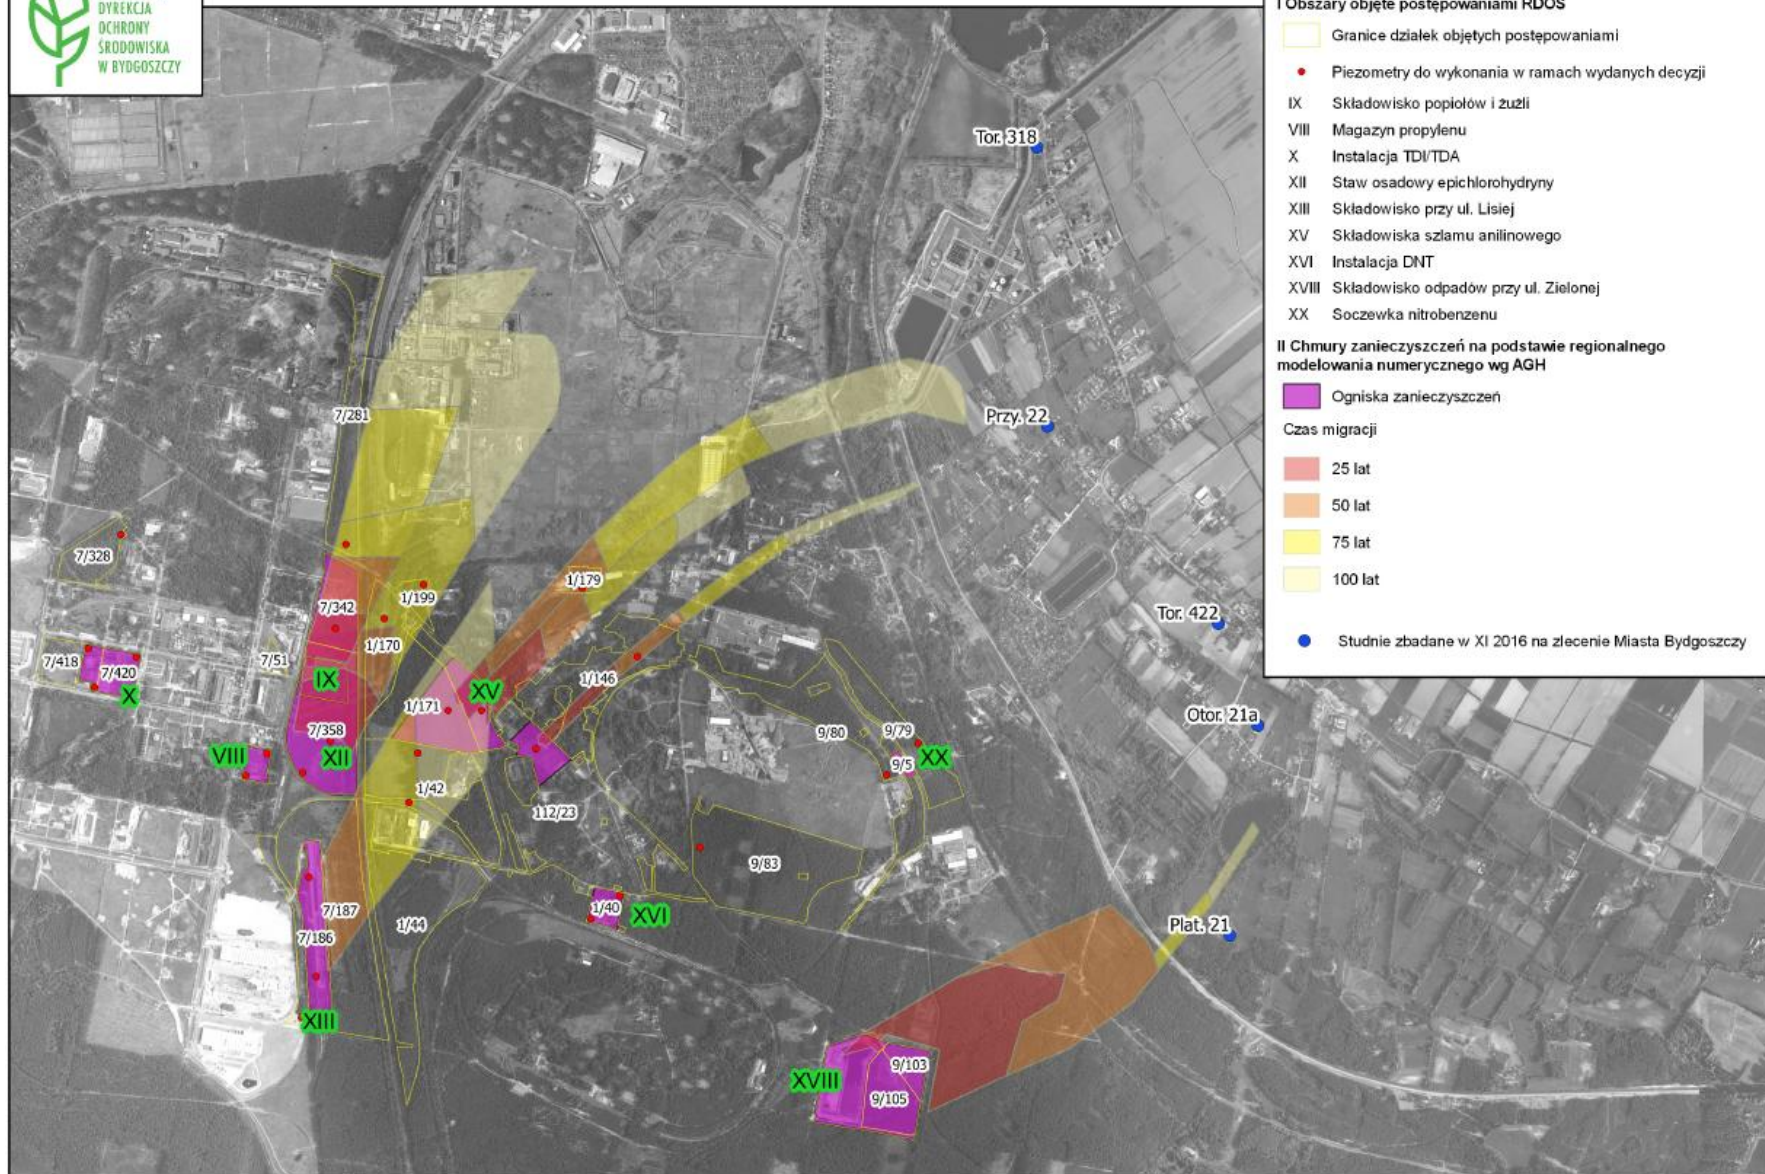 DYREKCJA
OCHRONY
ŚRODOWISKA
W BYDGOSZCZY
I Obszary objęte postępowaniami RDOŚ
Granice działek objętych postępowaniami
Piezometry do wykonania w ramach wydanych decyzji
IX Składowisko popiołów i żużli
VIII Magazyn propylenu
X Instalacja TDI/TDA
XII Staw osadowy epichlorohydryny
XIII Składowisko przy ul. Lisiej
XV Składowiska szlamu anilinowego
XVI Instalacja DNT
XVIII Składowisko odpadów przy ul. Zielonej
XX Soczewka nitrobenzenu
II Chmury zanieczyszczeń na podstawie regionalnego
modelowania numerycznego wg AGH
Ogniska zanieczyszczeń
Czas migracji
25 lat
50 lat
75 lat
100 lat
Studnie zbadane w XI 2016 na zlecenie Miasta Bydgoszczy
Tor. 318
Przy. 22
7/281
7/328
1/179
1/199
7/342
Tor. 422
1/170
7/418
7/51
7/420
1/146
X
IX
XV
1/171
Otor. 21a
7/358
9/80
9/79
VIII
XII
XX
9/5
1/42
112/23
9/83
1/40
XVI
7/187
1/44
Plat. 21
7/186
XIII
9/103
XVIII
9/105